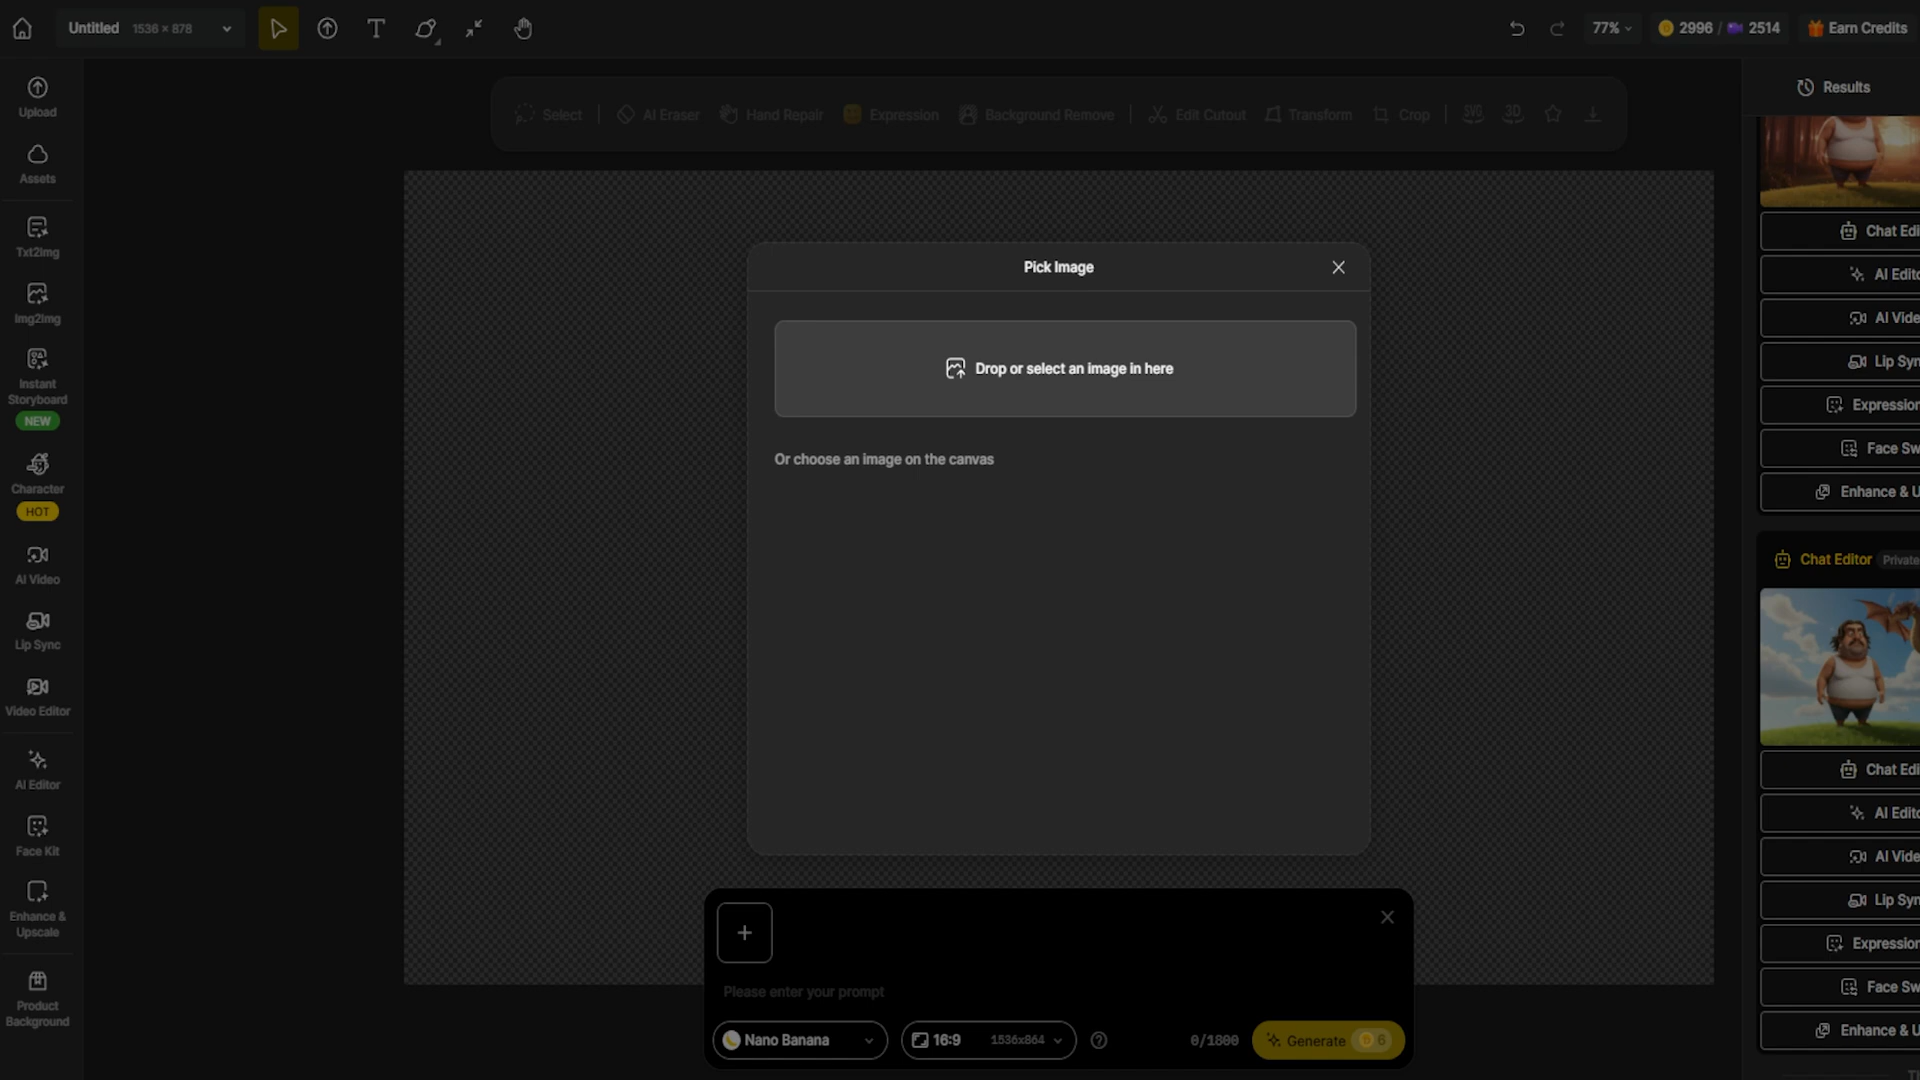 Untitled 1536 × 878
77%
2996 / 2514
Earn Credits
Upload
Assets
Txt2Img
Img2Img
Instant
Storyboard
NEW
Character
HOT
AI Video
Lip Sync
Video Editor
AI Editor
Face Kit
Enhance &
Upscale
Product
Background
Select
AI Eraser
Hand Repair
Expression
Background Remove
Edit Cutout
Transform
Crop
SVG
3D
Pick Image
Drop or select an image in here
Or choose an image on the canvas
Please enter your prompt
Nano Banana
16:9 1536x864
0/1800
Generate 6
Results
Chat Edi
AI Edito
AI Vide
Lip Syn
Expression
Face Sw
Enhance & U
Chat Editor Private
Chat Edi
AI Edito
AI Vide
Lip Syn
Expression
Face Sw
Enhance & U